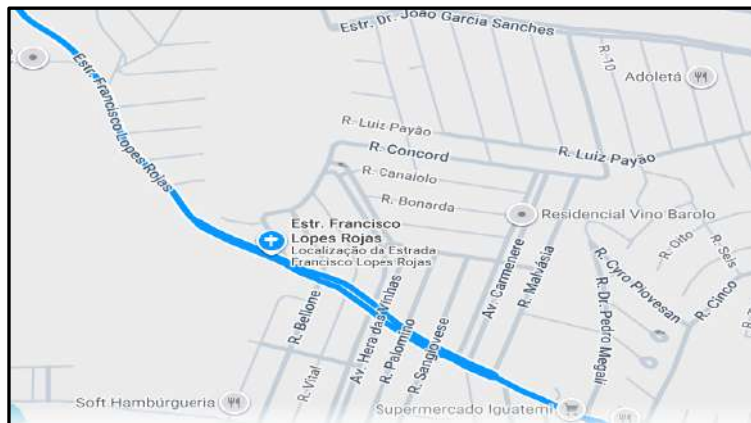 Estr. Dr. João Garcia Sanches
R. 10
Adoletá
Estr. Francisco Lopes Rojas
R. Luiz Payão
R. Concord
R. Luiz Payão
R. Canaiolo
R. Bonarda
Residencial Vino Barolo
Estr. Francisco
Lopes Rojas
Localização da Estrada
Francisco Lopes Rojas
R. Oito
R. Seis
R. Cyro Piovesan
R. Cinco
Av. Carmenere
R. Malvásia
R. Dr. Pedro Megali
R. Bellone
R. Vital
Av. Hera das Vinhas
R. Palomino
R. Sangiovese
Soft Hambúrgueria
Supermercado Iguatemi